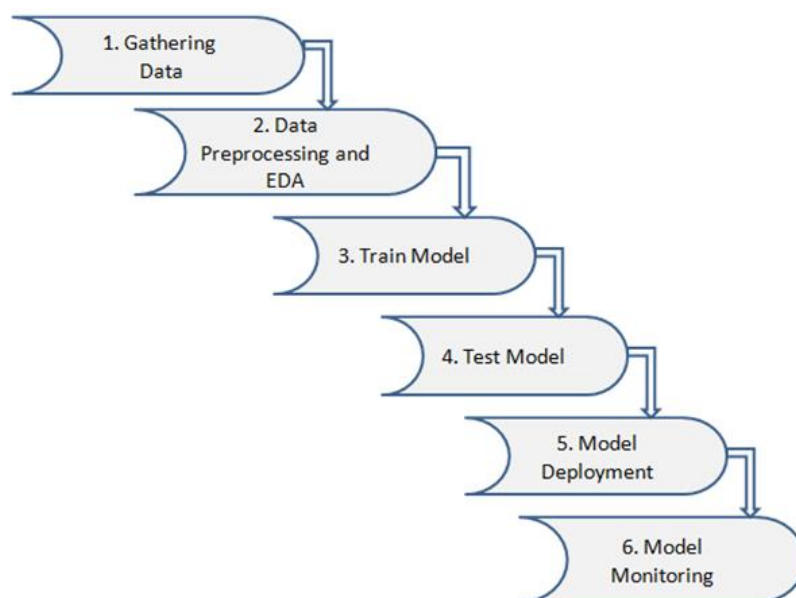 1. Gathering
Data
2. Data
Preprocessing and
EDA
3. Train Model
4. Test Model
5. Model
Deployment
6. Model
Monitoring